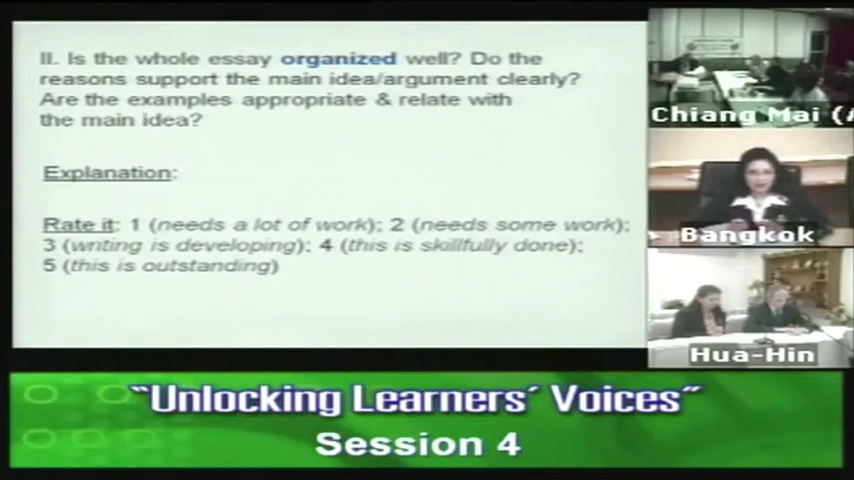 II. Is the whole essay organized well? Do the
reasons support the main idea/argument clearly?
Are the examples appropriate & relate with
the main idea?
Explanation:
Rate it: 1 (needs a lot of work); 2 (needs some work);
3 (writing is developing); 4 (this is skillfully done);
5 (this is outstanding)
Chiang Mai (
Bangkok
Hua-Hin
"Unlocking Learners´ Voices"
Session 4